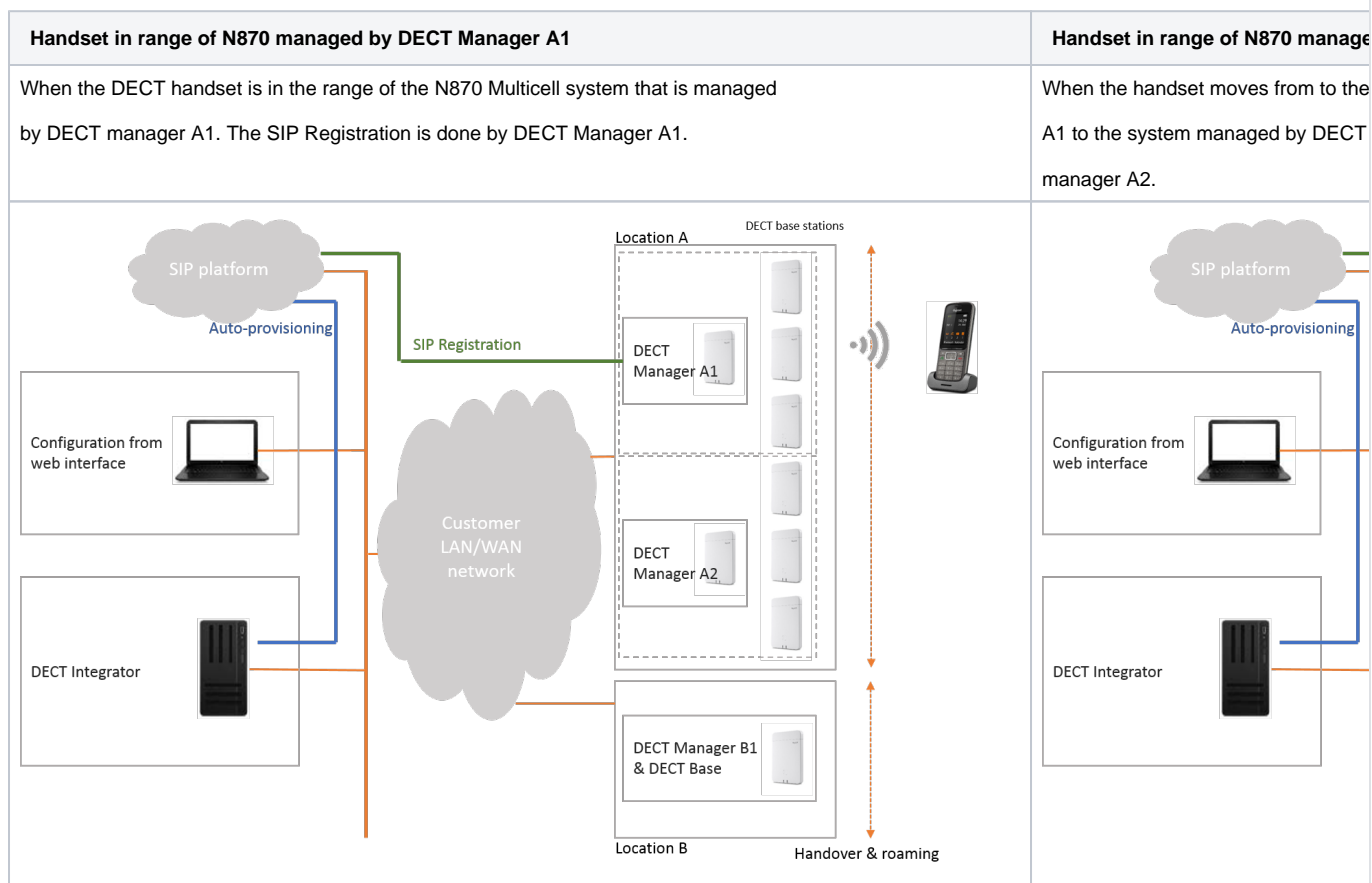 Handset in range of N870 managed by DECT Manager A1
When the DECT handset is in the range of the N870 Multicell system that is managed
by DECT manager A1. The SIP Registration is done by DECT Manager A1.
DECT base stations
Location A
SIP platform
Auto-provisioning
SIP Registration
DECT
Manager A1
Configuration from
web interface
Customer
LAN/WAN
network
DECT
Manager A2
DECT Integrator
DECT Manager B1
& DECT Base
Location B
Handover & roaming
Handset in range of N870 manage
When the handset moves from to the
A1 to the system managed by DECT
manager A2.
SIP platform
Auto-provisioning
Configuration from
web interface
DECT Integrator